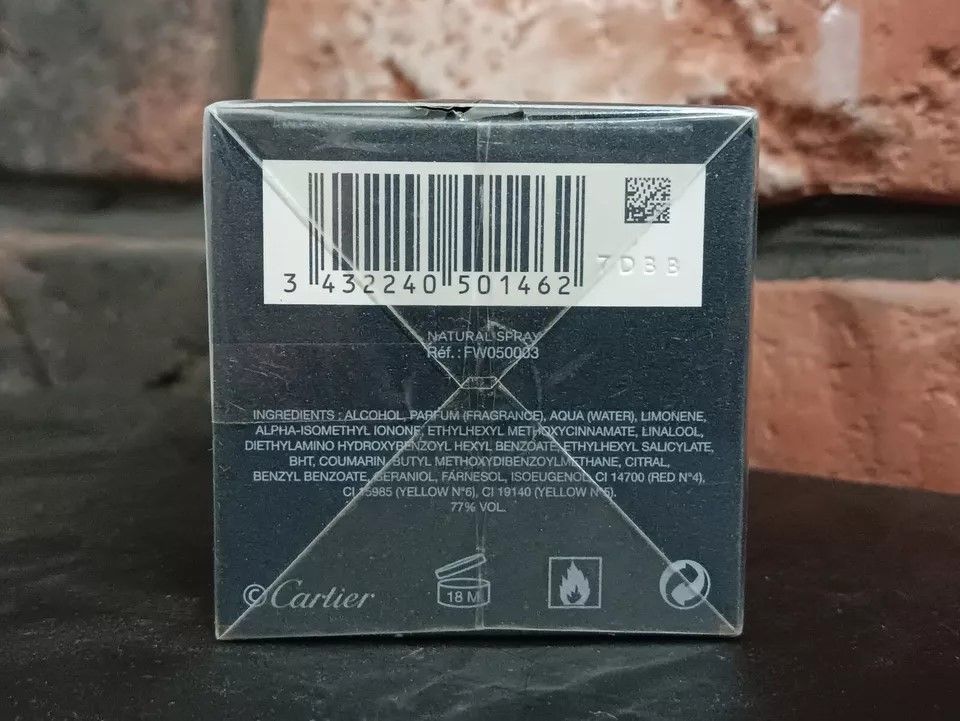 3 432240 501462
7D3B
NATURAL SPRAY
Réf. : FW050003
INGREDIENTS : ALCOHOL, PARFUM (FRAGRANCE), AQUA (WATER), LIMONENE,
ALPHA-ISOMETHYL IONONE, ETHYLHEXYL METHOXYCINNAMATE, LINALOOL,
DIETHYLAMINO HYDROXYBENZOYL HEXYL BENZOATE, ETHYLHEXYL SALICYLATE,
BHT, COUMARIN, BUTYL METHOXYDIBENZOYLMETHANE, CITRAL,
BENZYL BENZOATE, GERANIOL, FARNESOL, ISOEUGENOL, CI 14700 (RED N°4),
CI 15985 (YELLOW N°6), CI 19140 (YELLOW N°5).
77% VOL.
©Cartier
18 M